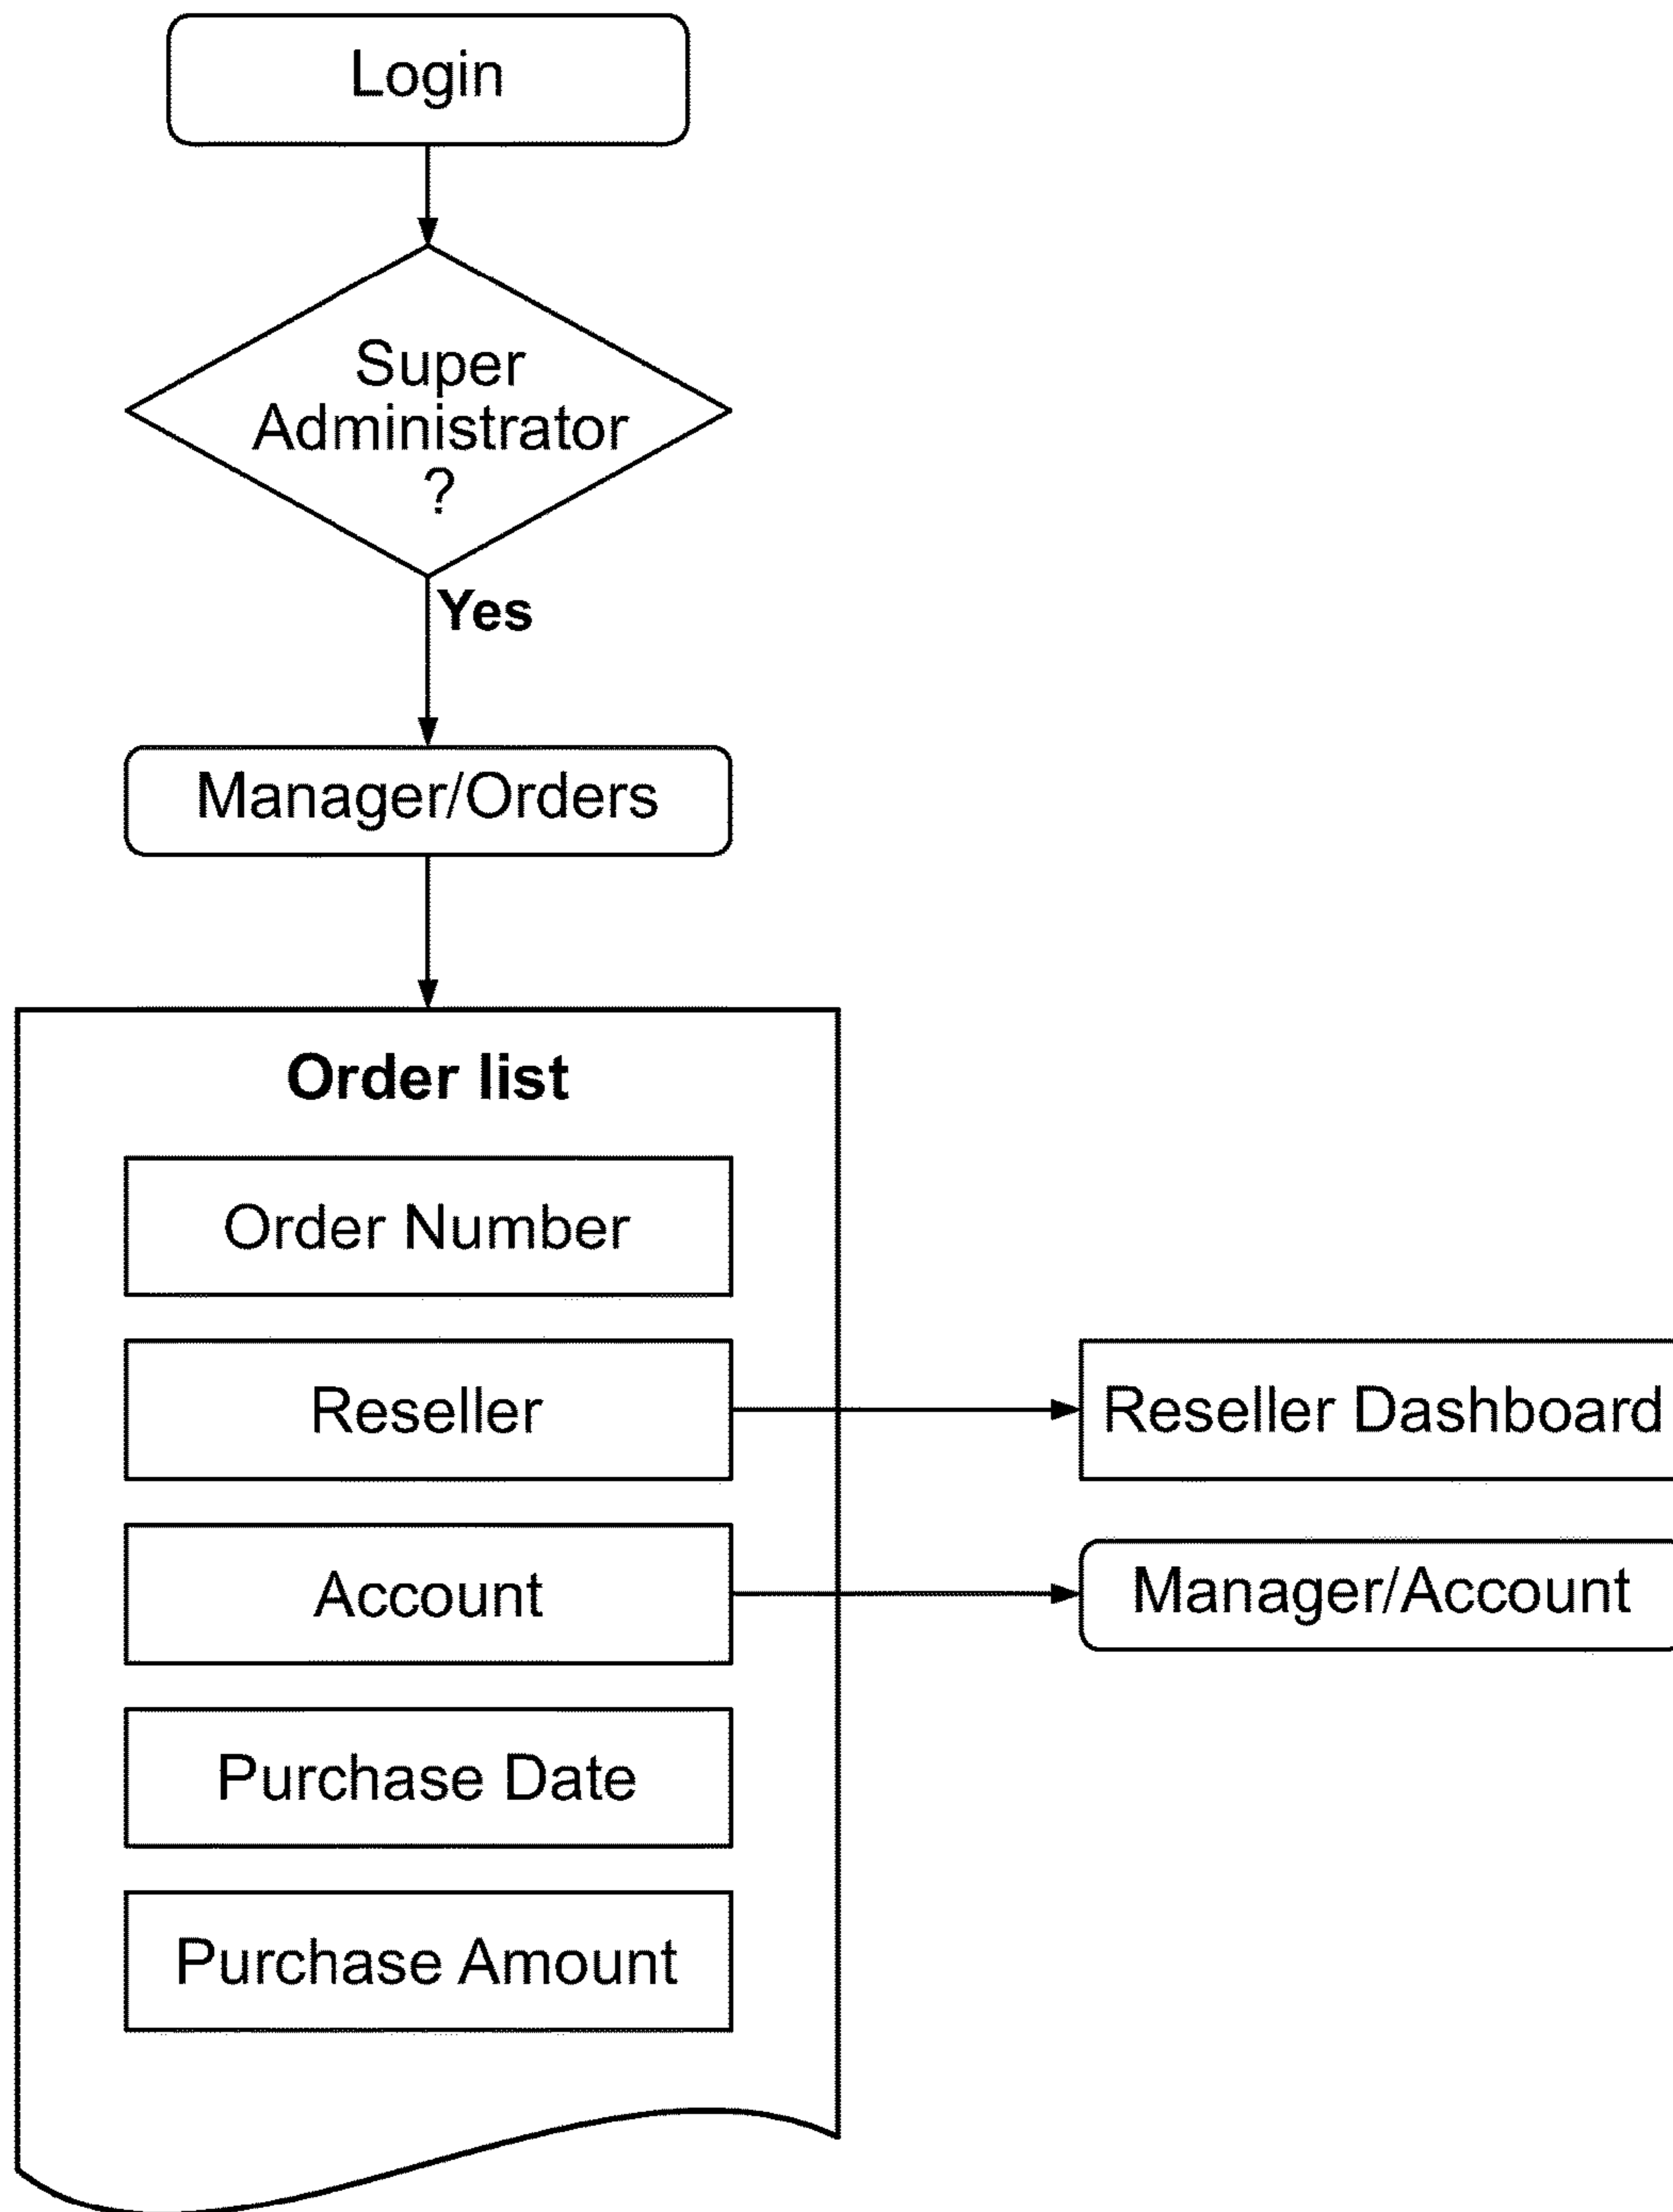 Login
Super
Administrator
?
Yes
Manager/Orders
Order list
Order Number
Reseller
Reseller Dashboard
Account
Manager/Account
Purchase Date
Purchase Amount